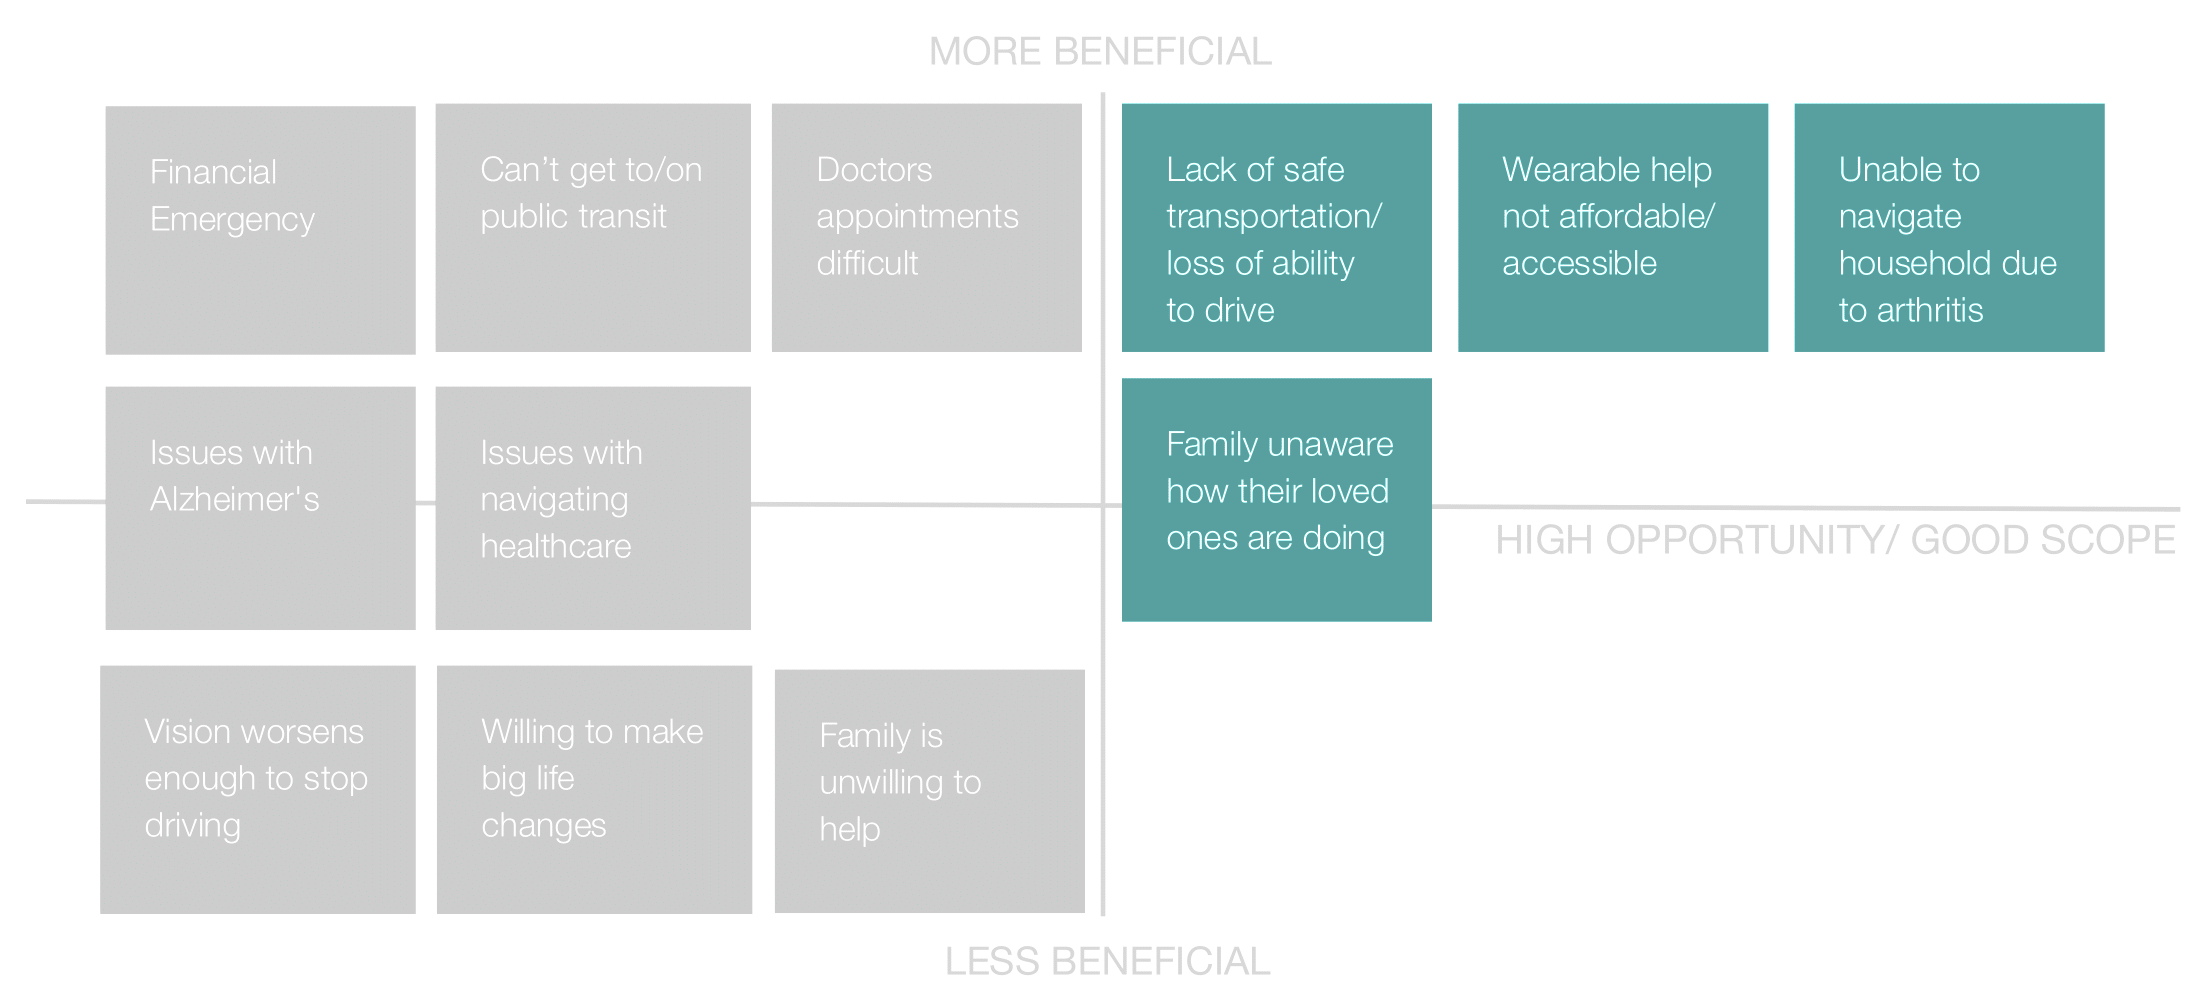 MORE BENEFICIAL
Financial
Emergency
Can’t get to/on
public transit
Doctors
appointments
difficult
Lack of safe
transportation/
loss of ability
to drive
Wearable help
not affordable/
accessible
Unable to
navigate
household due
to arthritis
Issues with
Alzheimer's
Issues with
navigating
healthcare
Family unaware
how their loved
ones are doing
HIGH OPPORTUNITY/ GOOD SCOPE
Vision worsens
enough to stop
driving
Willing to make
big life
changes
Family is
unwilling to
help
LESS BENEFICIAL